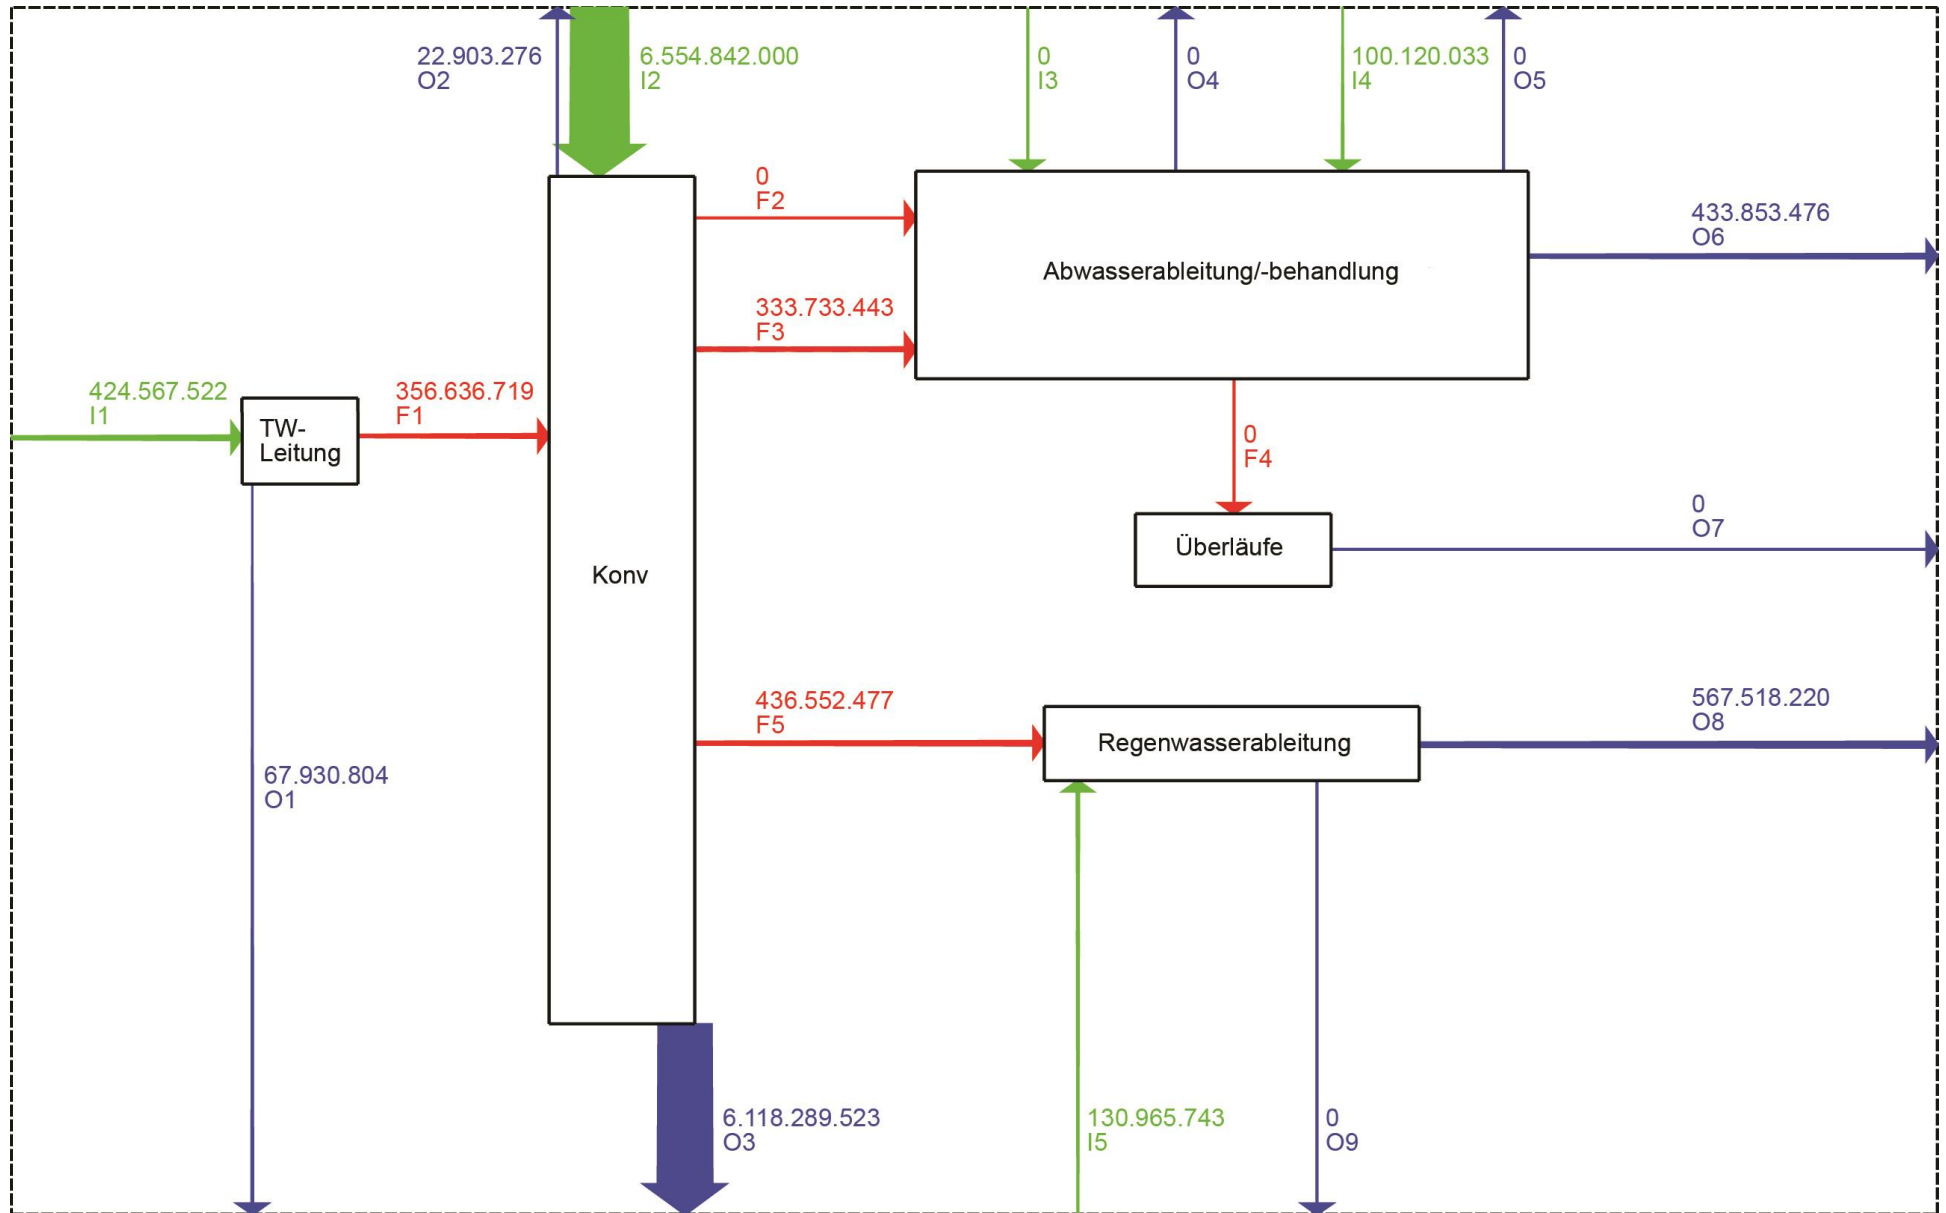 22.903.276
O2
6.554.842.000
I2
0
I3
0
O4
100.120.033
I4
0
O5
0
F2
433.853.476
O6
Abwasserableitung/-behandlung
333.733.443
F3
424.567.522
I1
TW-
Leitung
356.636.719
F1
0
F4
0
O7
Überläufe
Konv
436.552.477
F5
Regenwasserableitung
567.518.220
O8
67.930.804
O1
6.118.289.523
O3
130.965.743
I5
0
O9